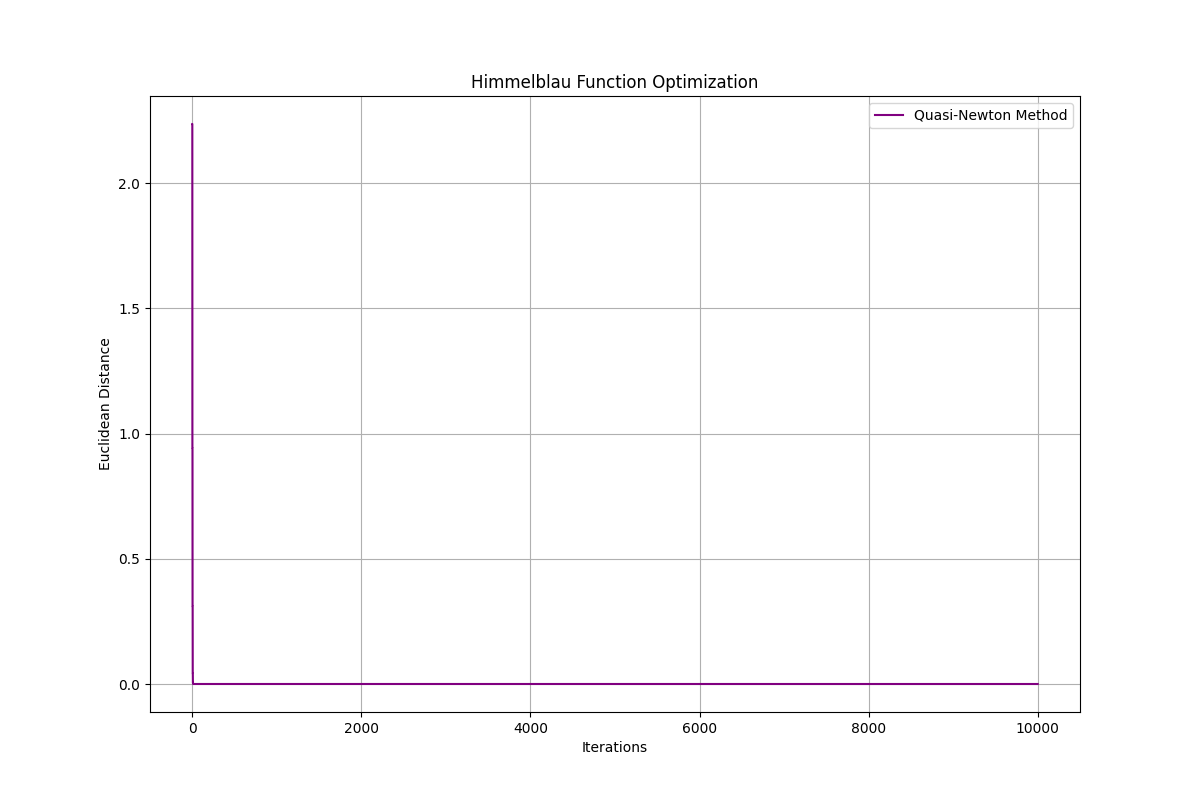 Himmelblau Function Optimization
Quasi-Newton Method
2.0
1.5
1.0
0.5
0.0
Euclidean Distance
0 2000 4000 6000 8000 10000
Iterations